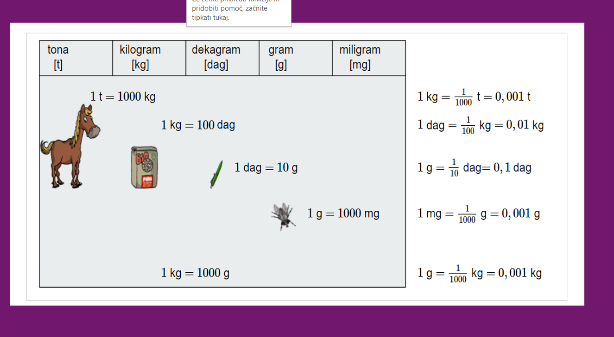 pridobiti pomoč, začnite
tipkati tukaj.
tona kilogram dekagram gram miligram
[t] [kg] [dag] [g] [mg]
1 t = 1000 kg
1 kg = 100 dag
1 dag = 10 g
1 g = 1000 mg
1 kg = 1000 g
1 kg = 1/1000 t = 0,001 t
1 dag = 1/100 kg = 0,01 kg
1 g = 1/10 dag= 0,1 dag
1 mg = 1/1000 g = 0,001 g
1 g = 1/1000 kg = 0,001 kg